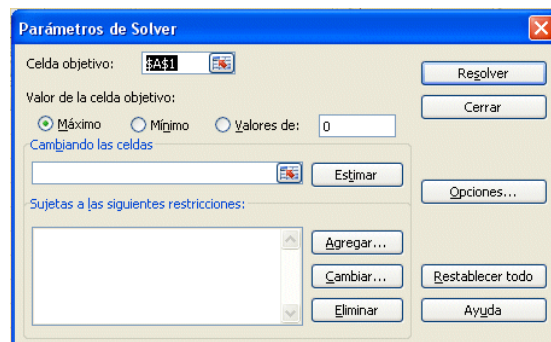 Parámetros de Solver
Celda objetivo: $A$1
Resolver
Valor de la celda objetivo:
Cerrar
Máximo Mínimo Valores de: 0
Cambiando las celdas
Estimar
Opciones...
Sujetas a las siguientes restricciones:
Agregar...
Cambiar...
Restablecer todo
Eliminar
Ayuda